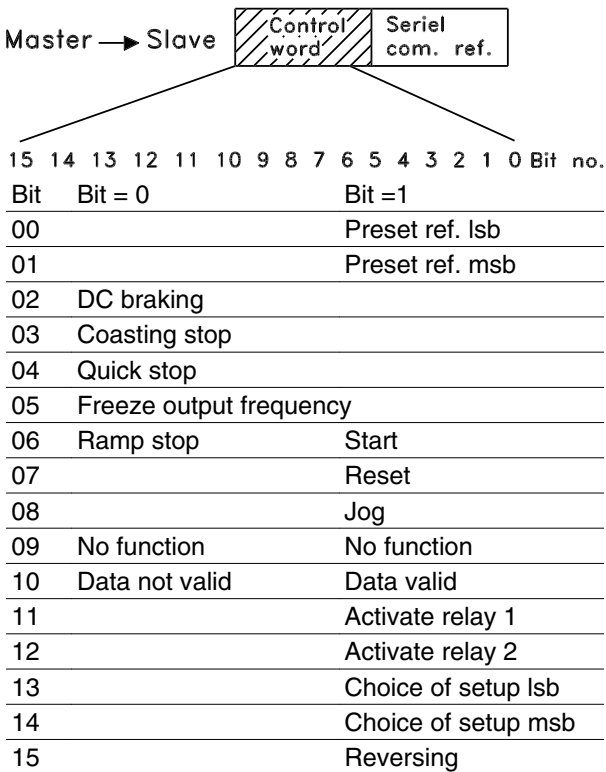 Master → Slave Control word Seriel com. ref.
15 14 13 12 11 10 9 8 7 6 5 4 3 2 1 0 Bit no.
Bit Bit = 0 Bit =1
00 Preset ref. lsb
01 Preset ref. msb
02 DC braking
03 Coasting stop
04 Quick stop
05 Freeze output frequency
06 Ramp stop Start
07 Reset
08 Jog
09 No function No function
10 Data not valid Data valid
11 Activate relay 1
12 Activate relay 2
13 Choice of setup lsb
14 Choice of setup msb
15 Reversing